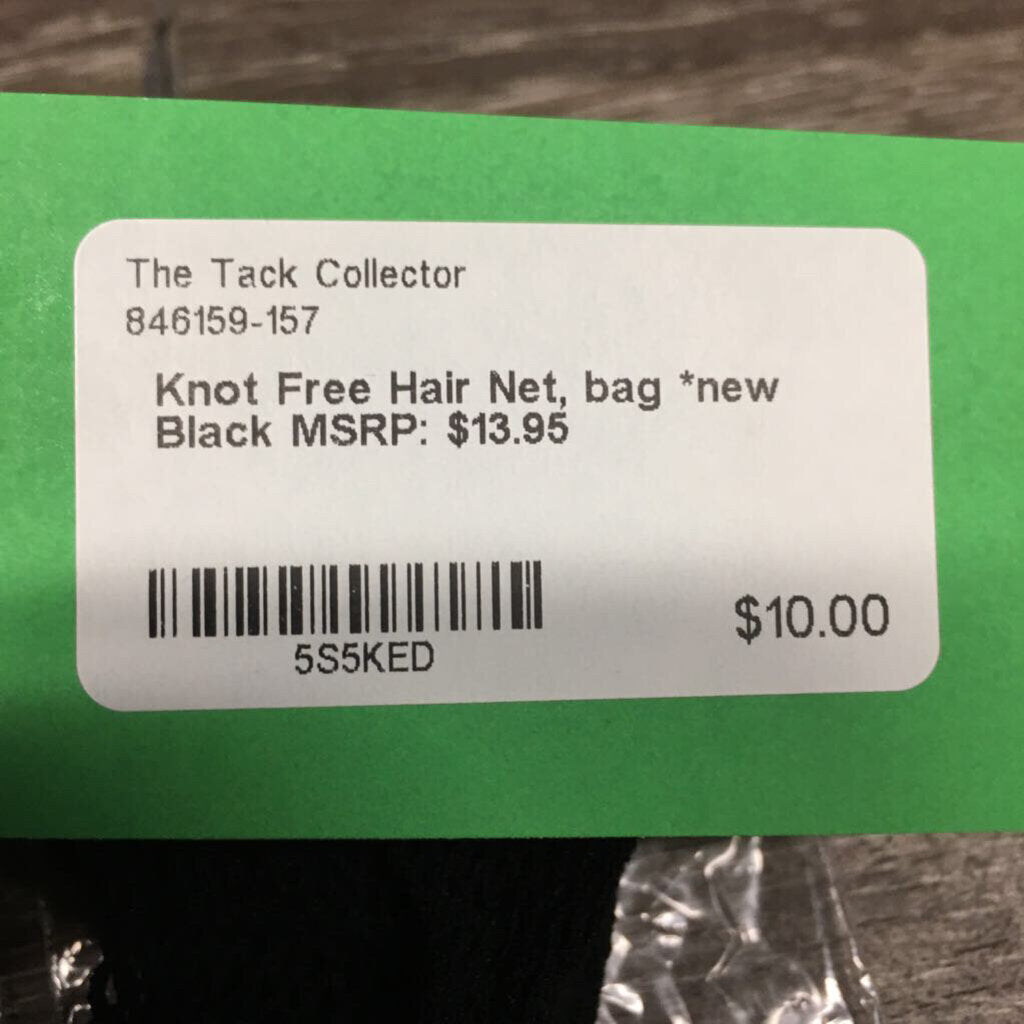 The Tack Collector
846159-157
Knot Free Hair Net, bag *new
Black MSRP: $13.95
5S5KED
$10.00